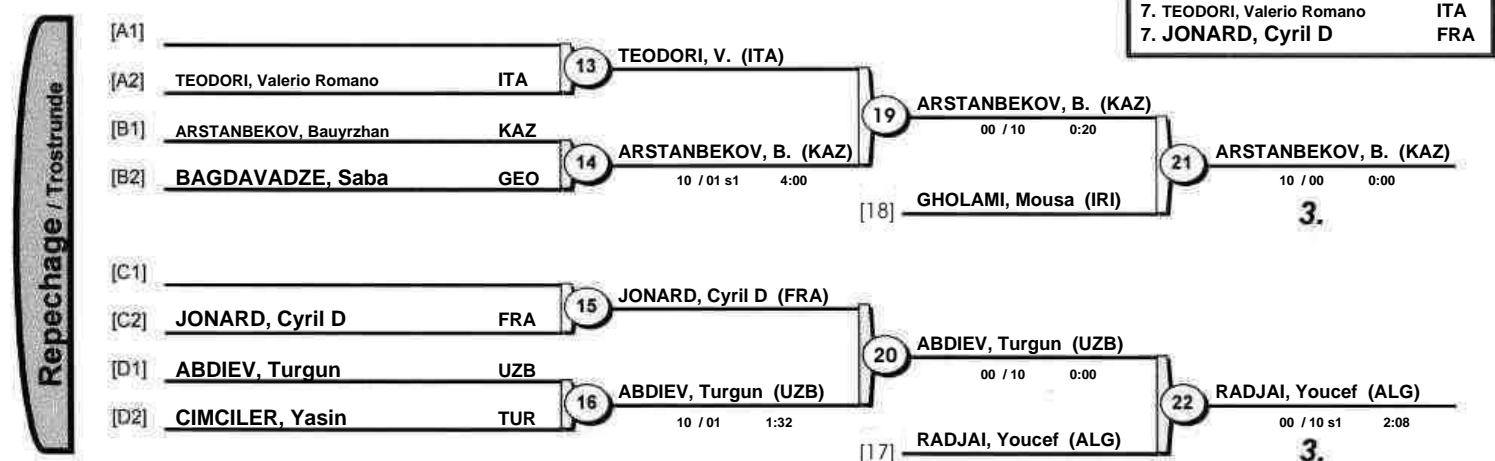 7. TEODORI, Valerio Romano ITA
7. JONARD, Cyril D FRA
Repechage / Trostrunde
[A1]
[A2] TEODORI, Valerio Romano ITA
13
TEODORI, V. (ITA)
[B1] ARSTANBEKOV, Bauyrzhan KAZ
[B2] BAGDAVADZE, Saba GEO
14
ARSTANBEKOV, B. (KAZ)
10 / 01 s1 4:00
19
ARSTANBEKOV, B. (KAZ)
00 / 10 0:20
[18] GHOLAMI, Mousa (IRI)
21
ARSTANBEKOV, B. (KAZ)
10 / 00 0:00
3.
[C1]
[C2] JONARD, Cyril D FRA
15
JONARD, Cyril D (FRA)
[D1] ABDIEV, Turgun UZB
[D2] CIMCILER, Yasin TUR
16
ABDIEV, Turgun (UZB)
10 / 01 1:32
20
ABDIEV, Turgun (UZB)
00 / 10 0:00
[17] RADJAI, Youcef (ALG)
22
RADJAI, Youcef (ALG)
00 / 10 s1 2:08
3.